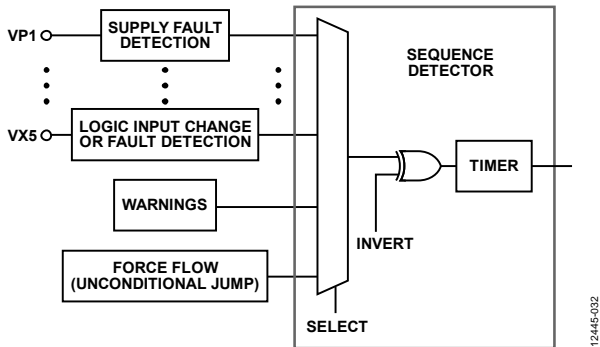 VP1
SUPPLY FAULT
DETECTION
SEQUENCE
DETECTOR
VX5
LOGIC INPUT CHANGE
OR FAULT DETECTION
TIMER
WARNINGS
INVERT
FORCE FLOW
(UNCONDITIONAL JUMP)
SELECT
12445-032